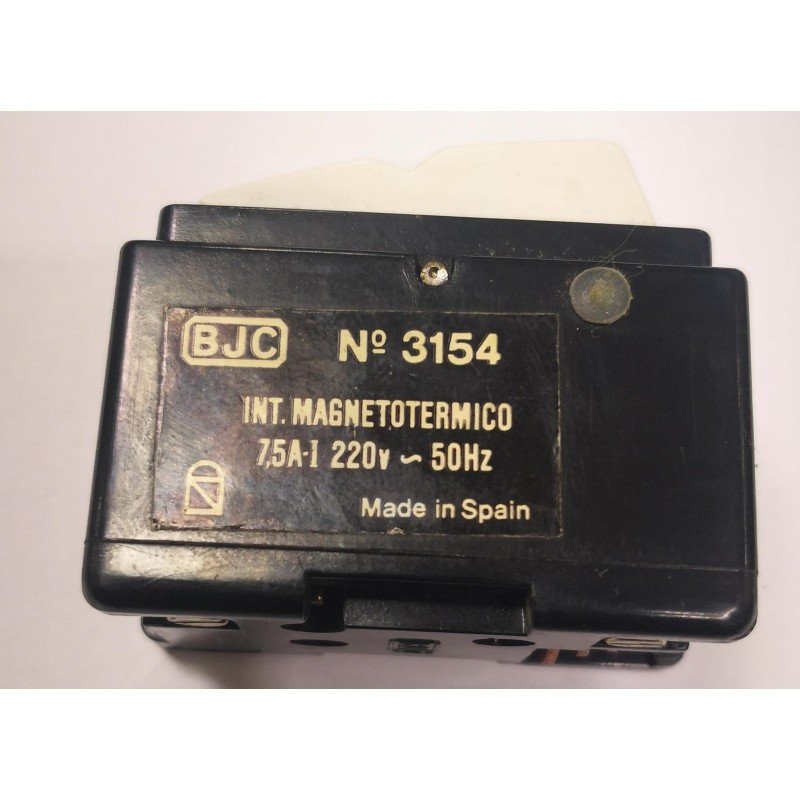 BJC Nº 3154
INT. MAGNETOTERMICO
7,5A-I 220v ~ 50Hz
Made in Spain